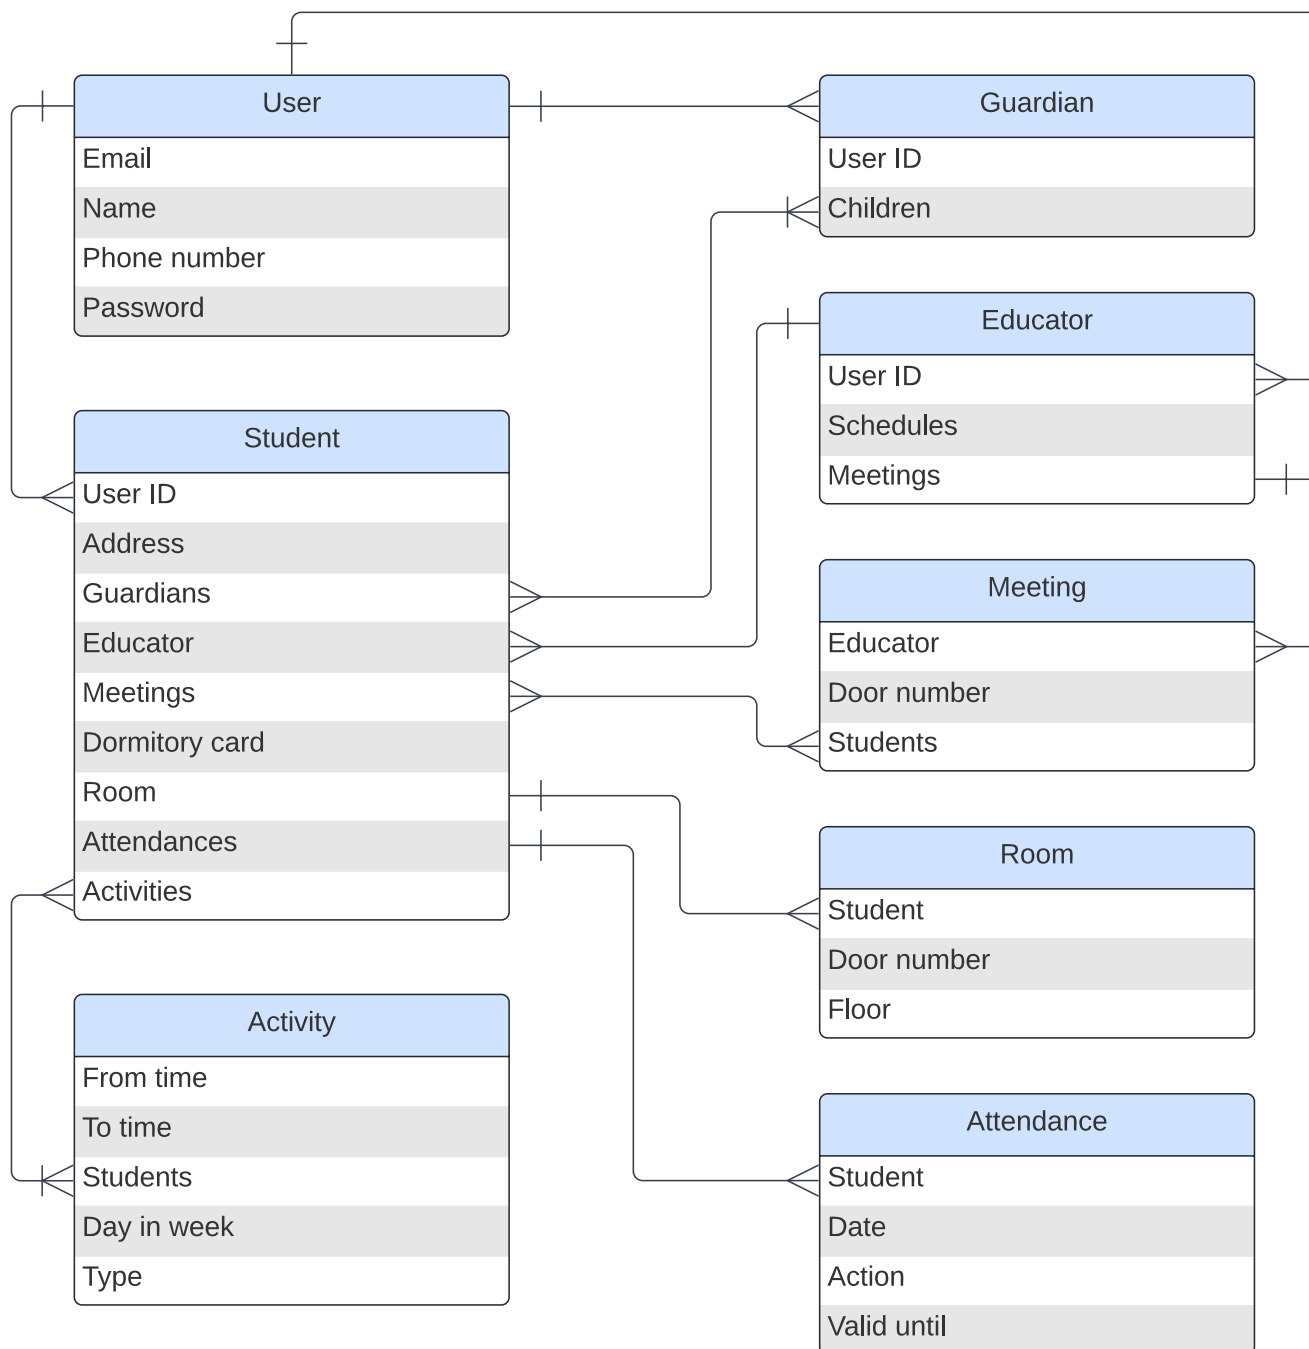 User
Email
Name
Phone number
Password
Student
User ID
Address
Guardians
Educator
Meetings
Dormitory card
Room
Attendances
Activities
Activity
From time
To time
Students
Day in week
Type
Guardian
User ID
Children
Educator
User ID
Schedules
Meetings
Meeting
Educator
Door number
Students
Room
Student
Door number
Floor
Attendance
Student
Date
Action
Valid until